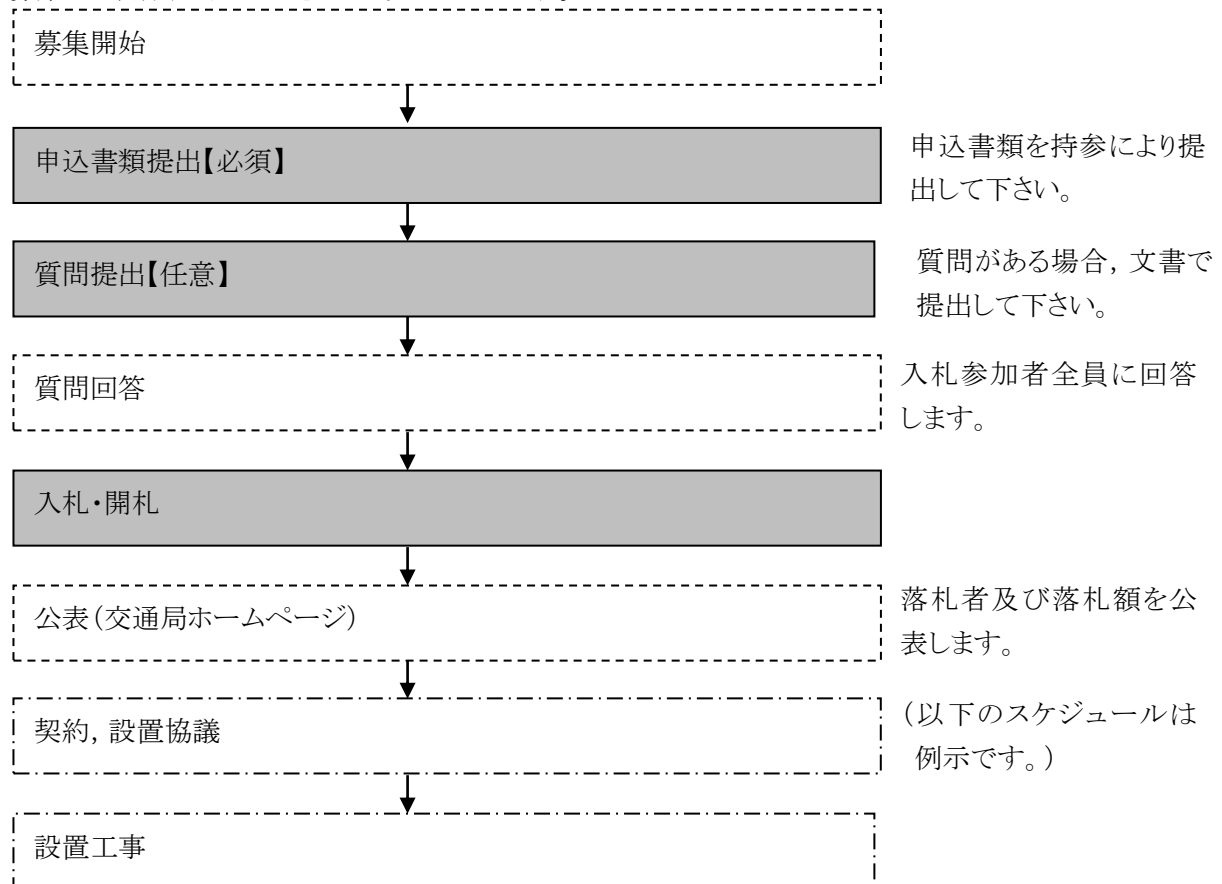 募集開始
申込書類提出【必須】
申込書類を持参により提
出して下さい。
質問提出【任意】
質問がある場合，文書で
提出して下さい。
質問回答
入札参加者全員に回答
します。
入札・開札
公表（交通局ホームページ）
落札者及び落札額を公
表します。
契約，設置協議
（以下のスケジュールは
例示です。）
設置工事